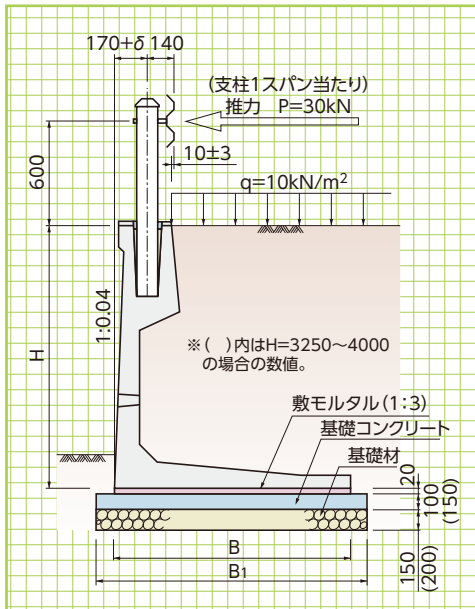 170+δ 140
(支柱1スパン当たり)
推力 P=30kN
10±3
600
q=10kN/m²
H
1:0.04
※( )内はH=3250〜4000
の場合の数値。
敷モルタル(1:3)
基礎コンクリート
基礎材
20
100
(150)
150
(200)
B
B1